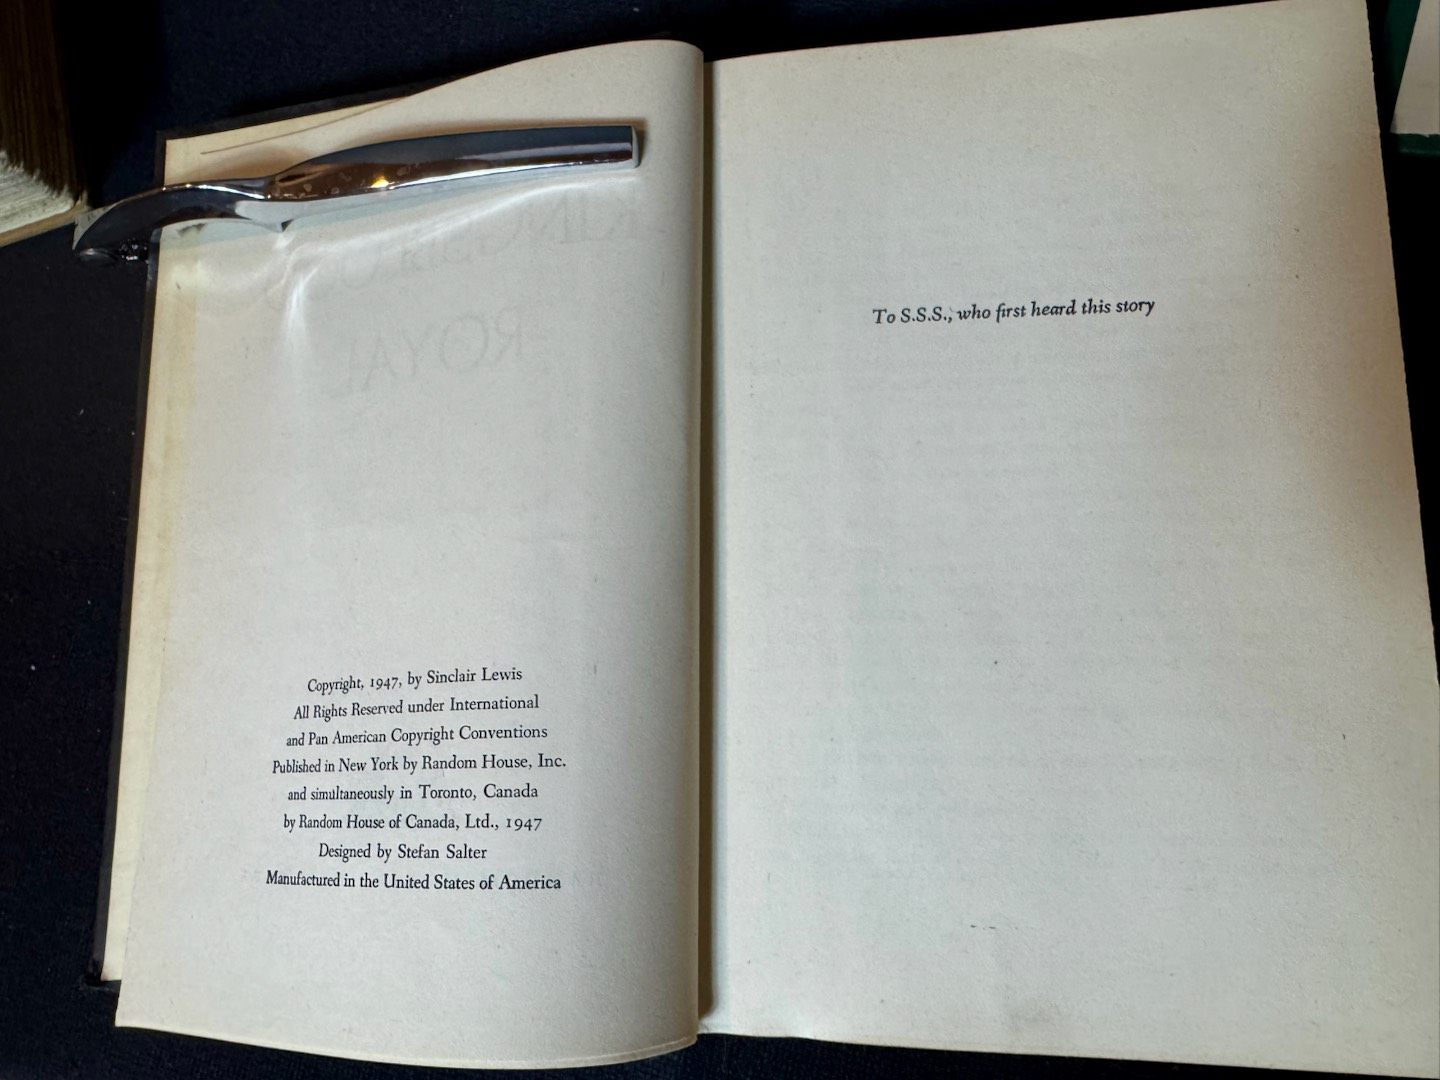 Copyright, 1947, by Sinclair Lewis
All Rights Reserved under International
and Pan American Copyright Conventions
Published in New York by Random House, Inc.
and simultaneously in Toronto, Canada
by Random House of Canada, Ltd., 1947
Designed by Stefan Salter
Manufactured in the United States of America
To S.S.S., who first heard this story